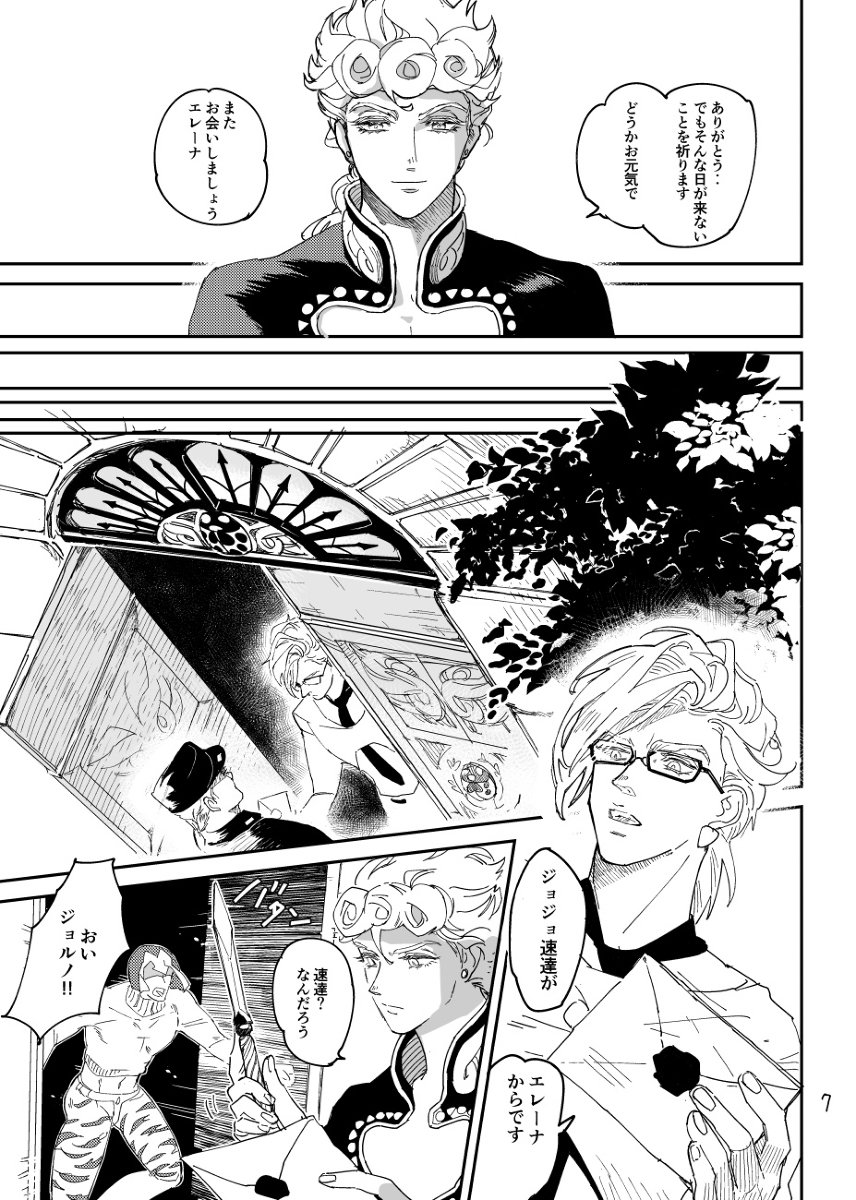 ありがとう‥
でもそんな日が来ない
ことを祈ります
どうかお元気で
また
お会いしましょう
エレーナ
ジョジョ速達が
エレーナ
からです
速達？
なんだろう
バタン
おい
ジョルノ!!
7